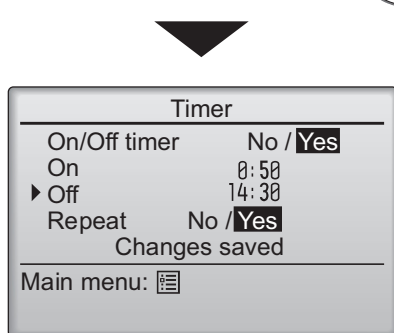 Timer
On/Off timer No / Yes
On 0:50
Off 14:30
Repeat No / Yes
Changes saved
Main menu: